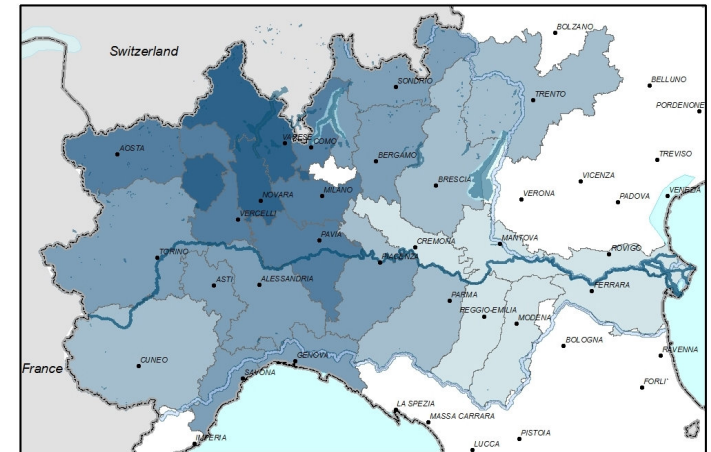 BOLZANO
Switzerland
SONDRIO
BELLUNO
TRENTO
PORDENONE
VARESE
COMO
AOSTA
BERGAMO
TREVISO
BRESCIA
VICENZA
NOVARA
MILANO
VERONA
PADOVA
VENEZIA
VERCELLI
PAVIA
CREMONA
MANTOVA
ROVIGO
TORINO
PIACENZA
ASTI
ALESSANDRIA
FERRARA
PARMA
REGGIO-EMILIA
MODENA
BOLOGNA
RAVENNA
CUNEO
GENOVA
France
SAVONA
FORLI'
LA SPEZIA
MASSA CARRARA
IMPERIA
PISTOIA
LUCCA